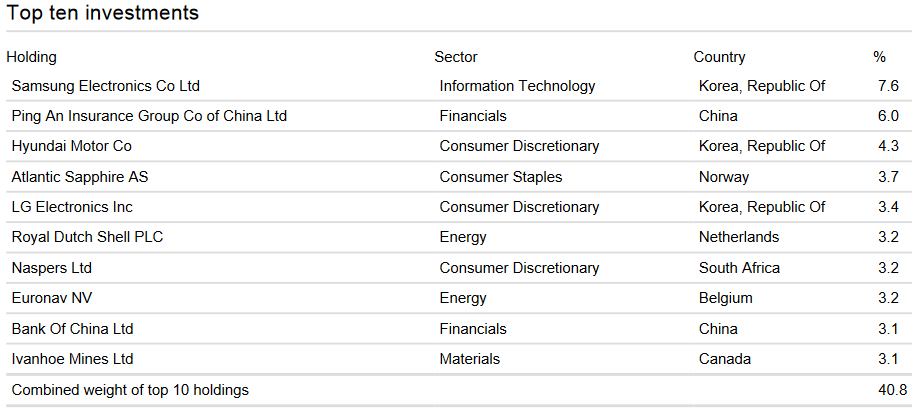 Top ten investments
Holding Sector Country %
Samsung Electronics Co Ltd Information Technology Korea, Republic Of 7.6
Ping An Insurance Group Co of China Ltd Financials China 6.0
Hyundai Motor Co Consumer Discretionary Korea, Republic Of 4.3
Atlantic Sapphire AS Consumer Staples Norway 3.7
LG Electronics Inc Consumer Discretionary Korea, Republic Of 3.4
Royal Dutch Shell PLC Energy Netherlands 3.2
Naspers Ltd Consumer Discretionary South Africa 3.2
Euronav NV Energy Belgium 3.2
Bank Of China Ltd Financials China 3.1
Ivanhoe Mines Ltd Materials Canada 3.1
Combined weight of top 10 holdings 40.8